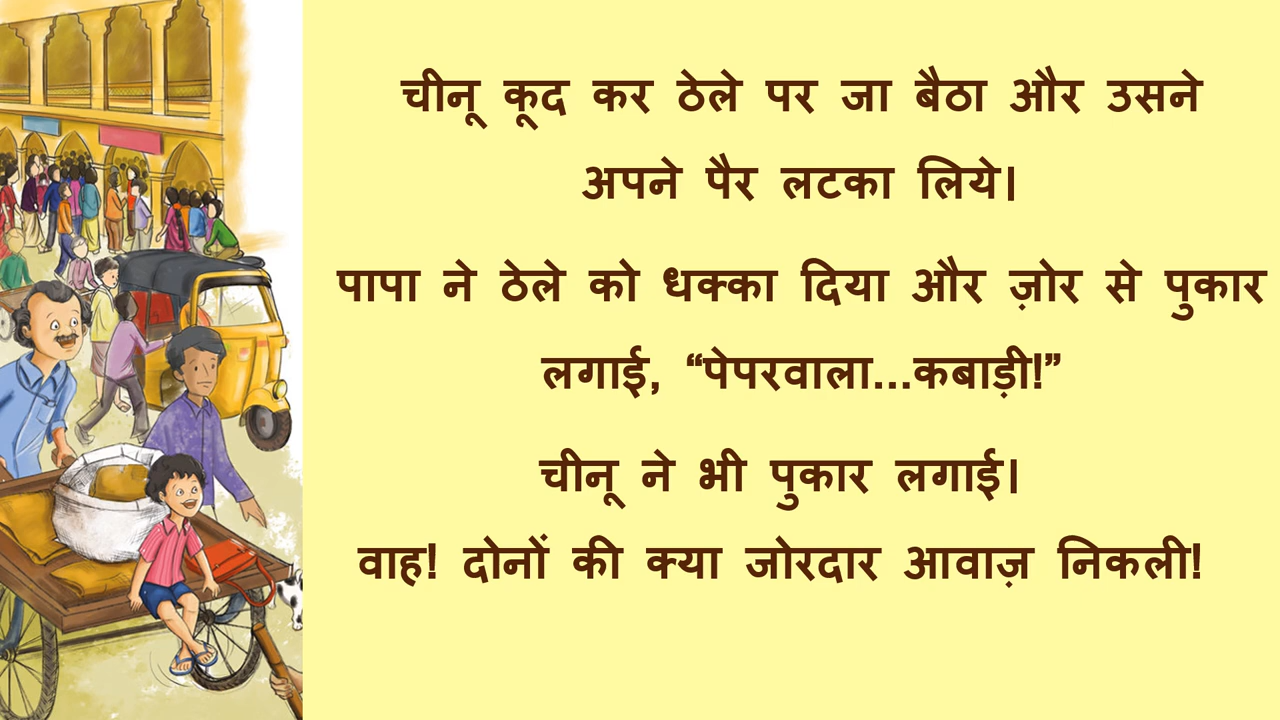 चीनू कूद कर ठेले पर जा बैठा और उसने
अपने पैर लटका लिये।
पापा ने ठेले को धक्का दिया और ज़ोर से पुकार
लगाई, “पेपरवाला...कबाड़ी!”
चीनू ने भी पुकार लगाई।
वाह! दोनों की क्या जोरदार आवाज़ निकली!